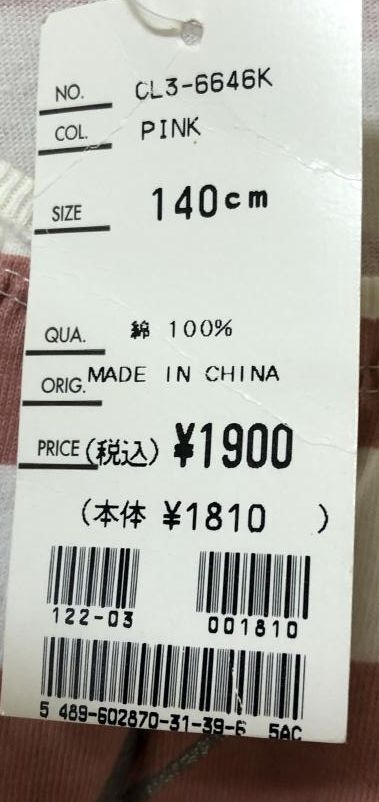 NO. CL3-6646K
COL. PINK
SIZE 140cm
QUA. 綿 100%
ORIG. MADE IN CHINA
PRICE (税込) ¥1900
(本体 ¥1810 )
122-03 001810
5 489-602870-31-39-6 5AC